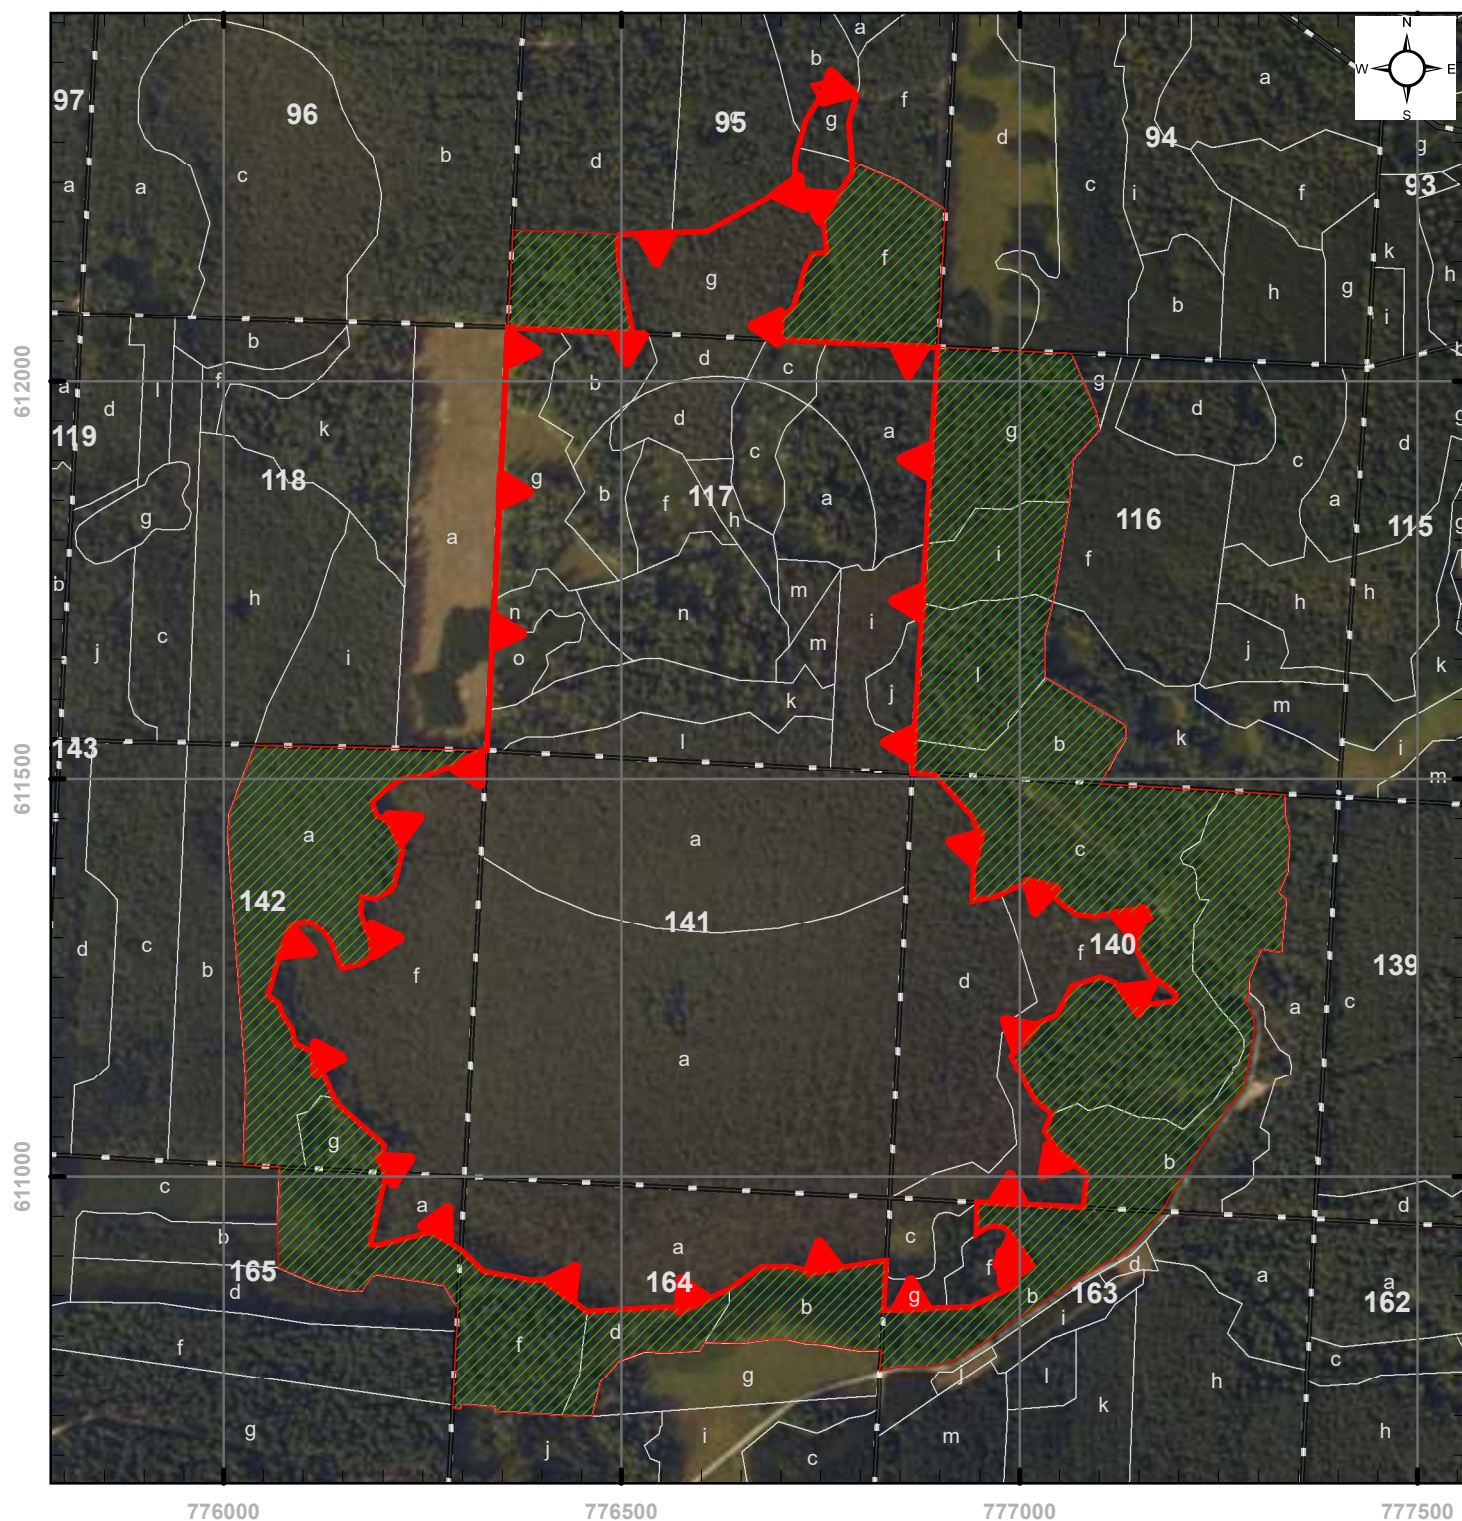 N
W E
S
a
b
a
97
96
95
g
f
g
d
94
a
g
b
d
c
a
a
c
i
f
93
k
h
f
g
h
g
b
i
b
d
c
b
f
a
l
d
b
g
d
k
d
a
g
d
119
c
c
118
g
b
f
117
h
a
a
115
116
g
a
i
f
b
h
n
m
n
i
h
h
j
c
i
o
m
j
l
k
j
k
m
l
b
k
i
143
m
a
a
c
142
141
140
f
d
c
b
f
d
139
a
c
a
g
b
c
a
d
b
c
a
f
a
a
165
164
163
162
d
g
b
b
i
d
f
d
f
g
j
l
c
h
k
g
j
i
c
m
h
612000
611500
611000
776000
776500
777000
777500